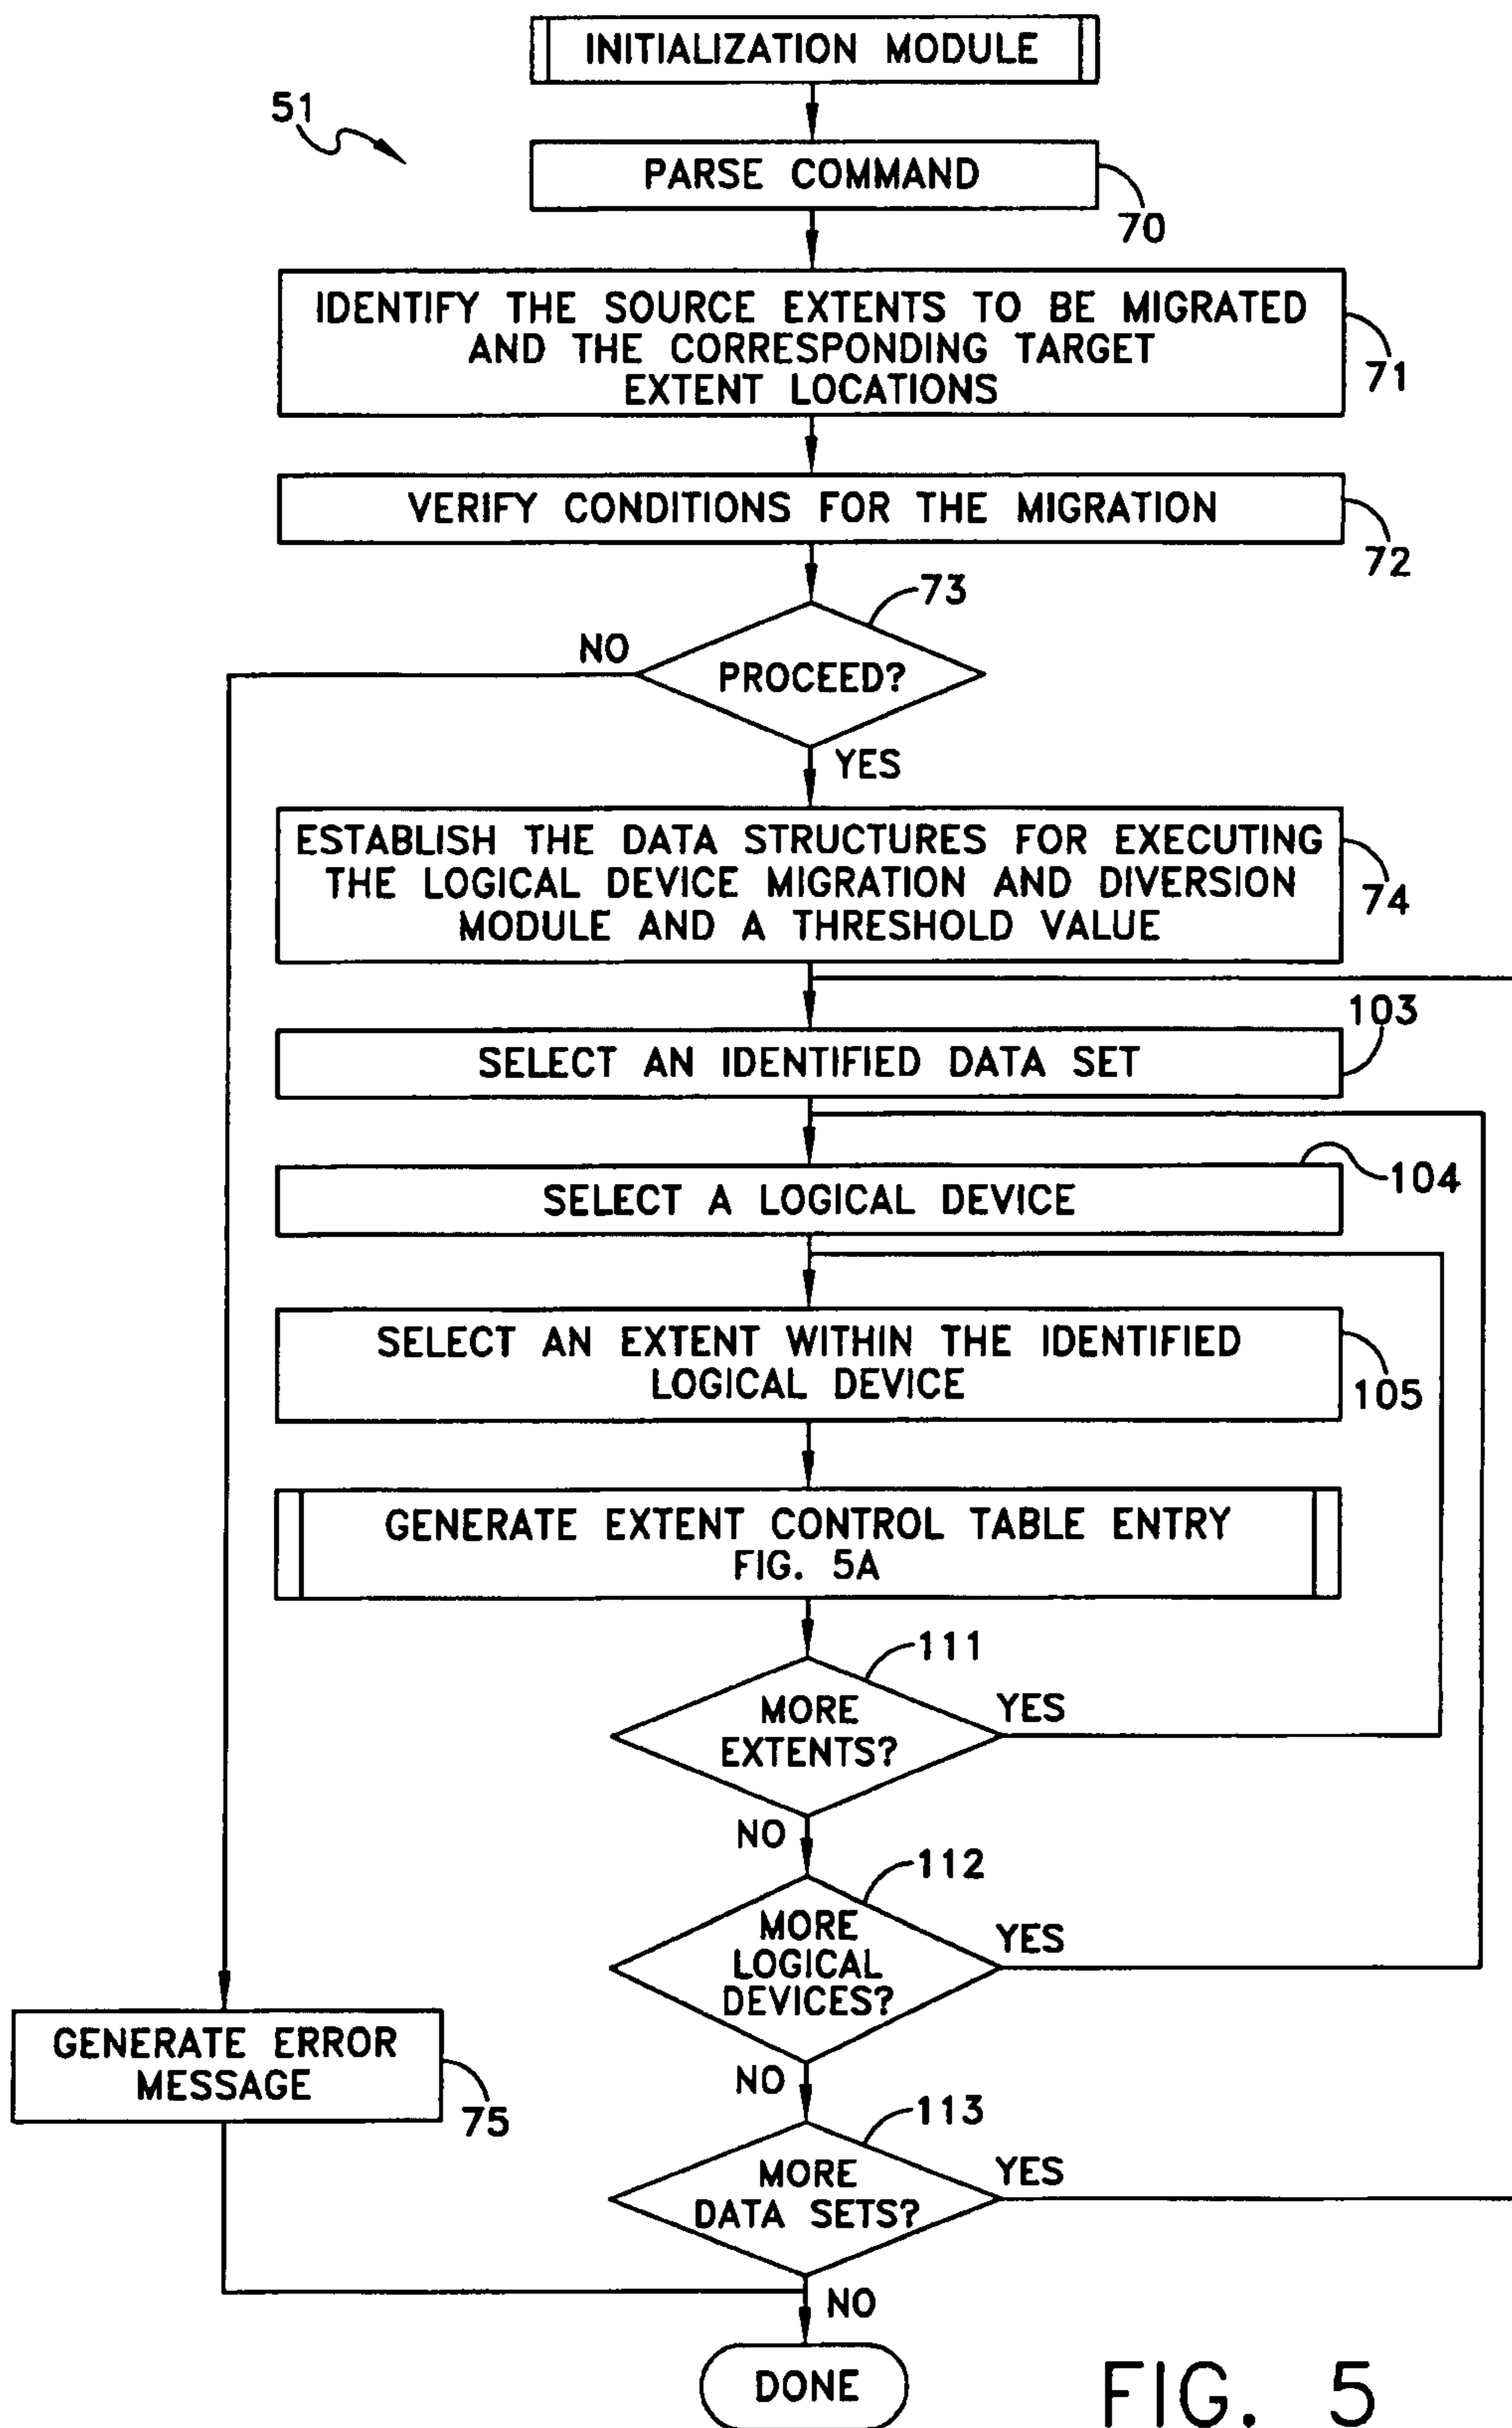 INITIALIZATION MODULE
51
PARSE COMMAND
70
IDENTIFY THE SOURCE EXTENTS TO BE MIGRATED
AND THE CORRESPONDING TARGET
EXTENT LOCATIONS
71
VERIFY CONDITIONS FOR THE MIGRATION
72
73
NO
PROCEED?
YES
ESTABLISH THE DATA STRUCTURES FOR EXECUTING
THE LOGICAL DEVICE MIGRATION AND DIVERSION
MODULE AND A THRESHOLD VALUE
74
103
SELECT AN IDENTIFIED DATA SET
104
SELECT A LOGICAL DEVICE
SELECT AN EXTENT WITHIN THE IDENTIFIED
LOGICAL DEVICE
105
GENERATE EXTENT CONTROL TABLE ENTRY
FIG. 5A
111
MORE
EXTENTS?
YES
NO
112
MORE
LOGICAL
DEVICES?
YES
GENERATE ERROR
MESSAGE
75
NO
113
MORE
DATA SETS?
YES
NO
DONE
FIG. 5